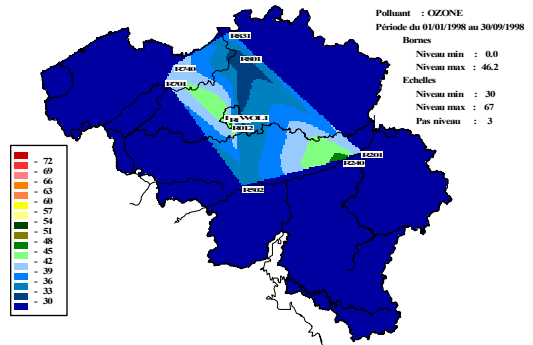 Polluant : OZONE
Période du 01/01/1998 au 30/09/1998
Bornes
Niveau min : 0.0
Niveau max : 46.2
Echelles
Niveau min : 30
Niveau max : 67
Pas niveau : 3
R831
R801
R740
R701
WOL1
R012
R201
R240
R502
- 72
- 69
- 66
- 63
- 60
- 57
- 54
- 51
- 48
- 45
- 42
- 39
- 36
- 33
- 30